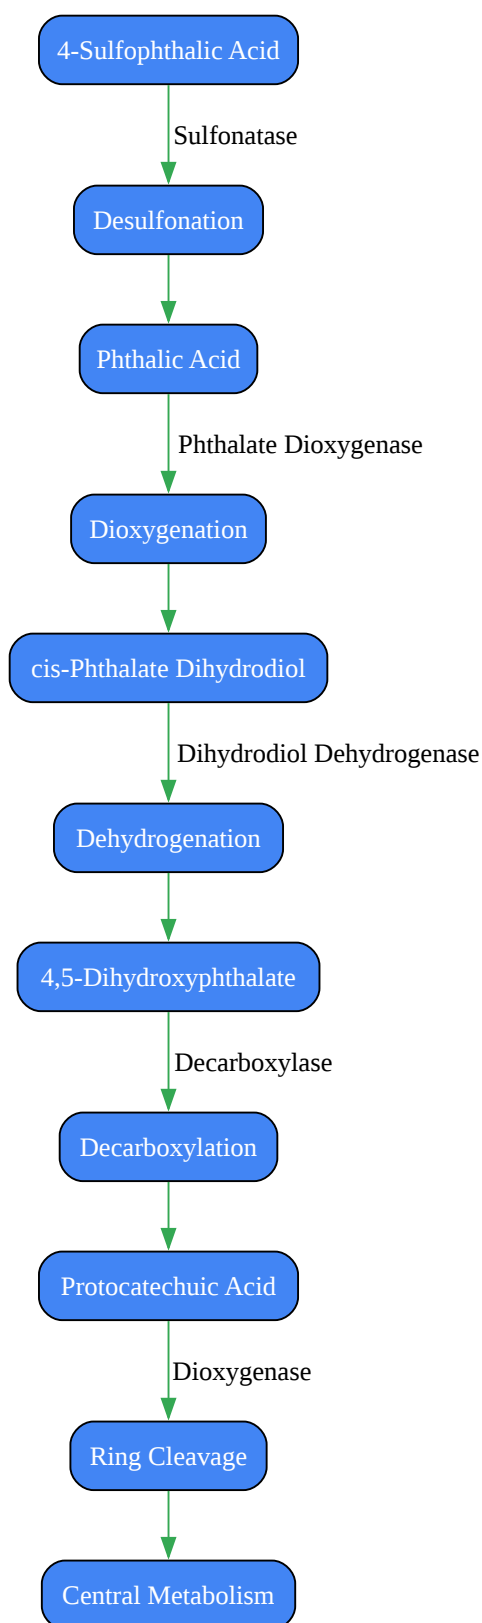 4-Sulfophthalic Acid
Sulfonatase
Desulfonation
Phthalic Acid
Phthalate Dioxygenase
Dioxygenation
cis-Phthalate Dihydrodiol
Dihydrodiol Dehydrogenase
Dehydrogenation
4,5-Dihydroxyphthalate
Decarboxylase
Decarboxylation
Protocatechuic Acid
Dioxygenase
Ring Cleavage
Central Metabolism